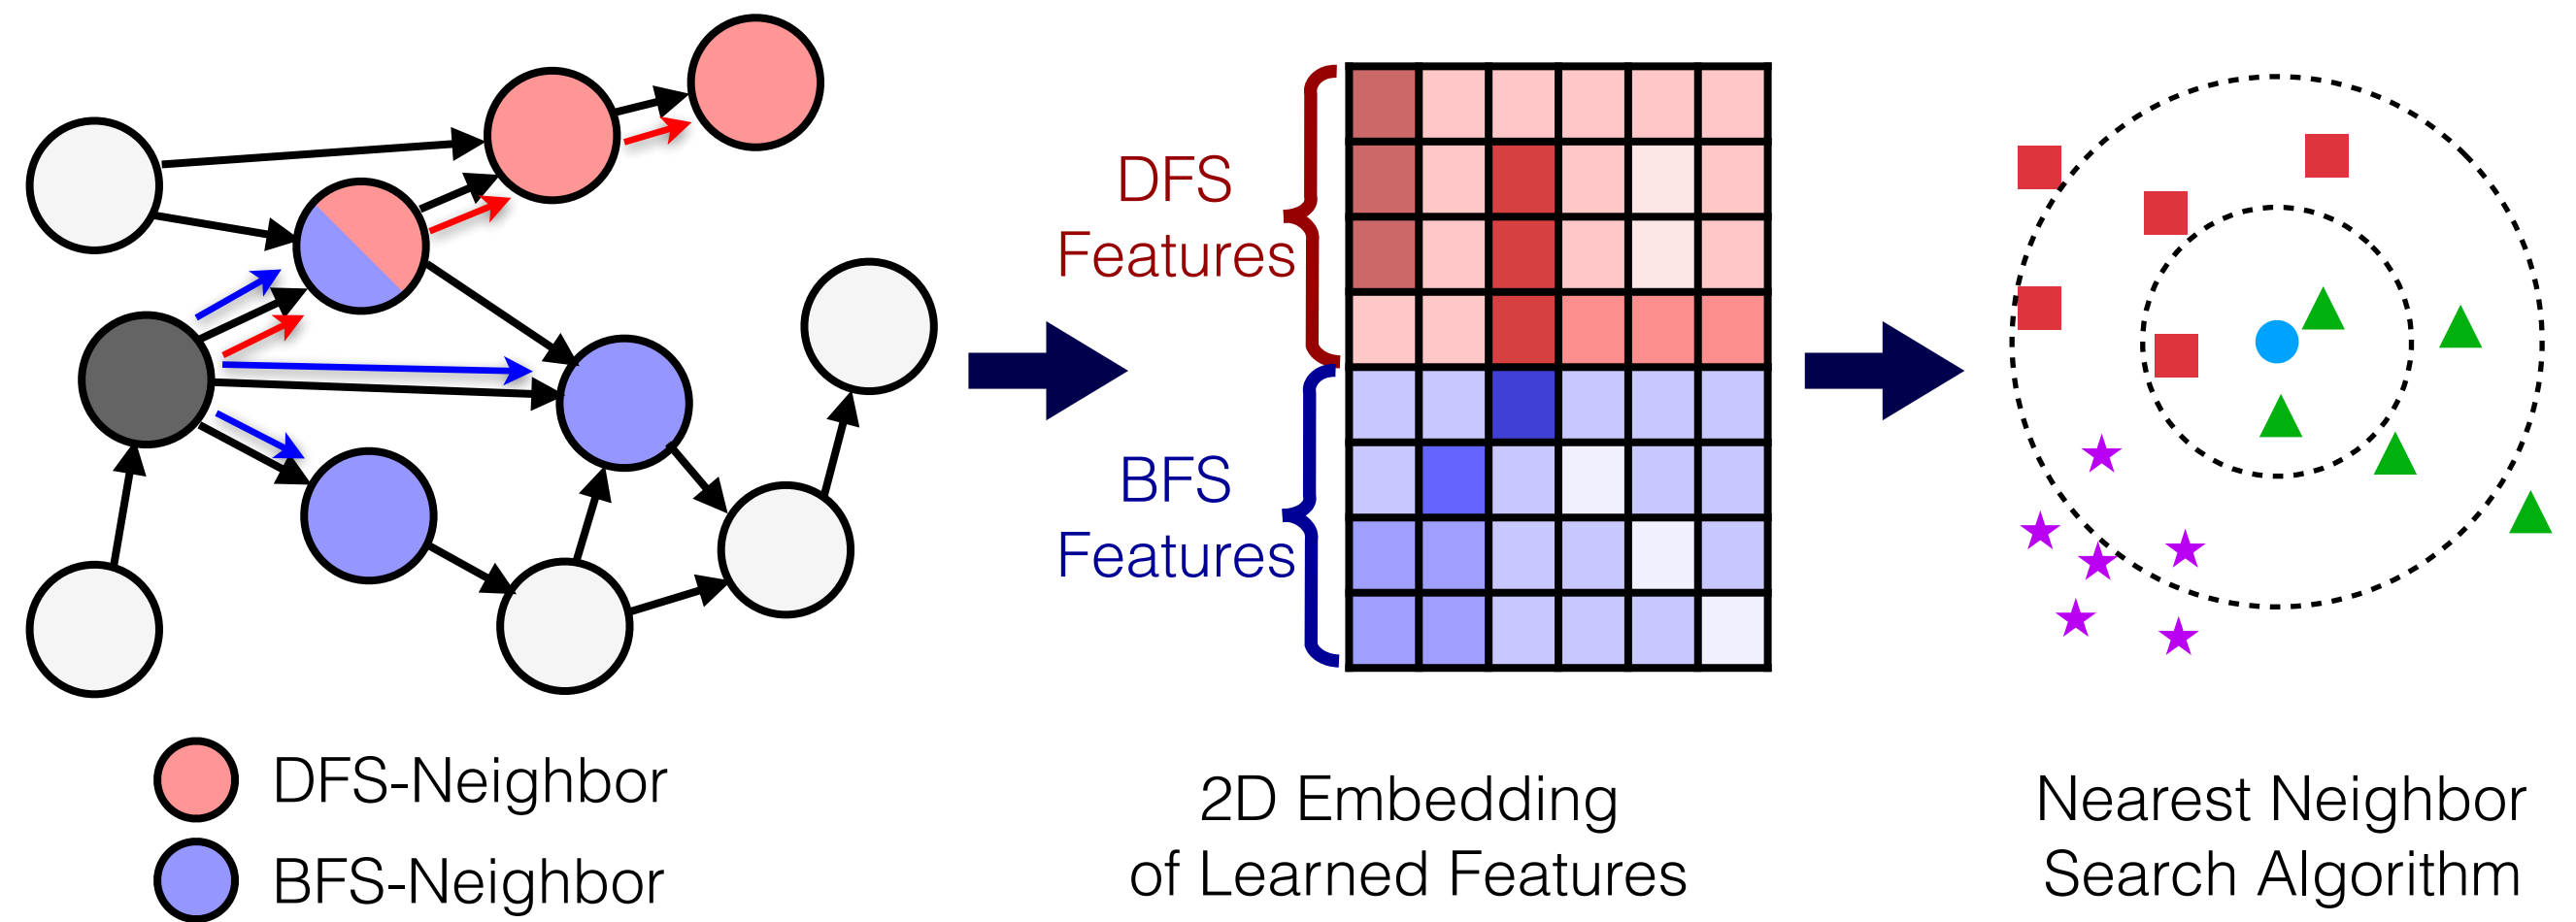 DFS
Features
BFS
Features
DFS-Neighbor
BFS-Neighbor
2D Embedding
of Learned Features
Nearest Neighbor
Search Algorithm